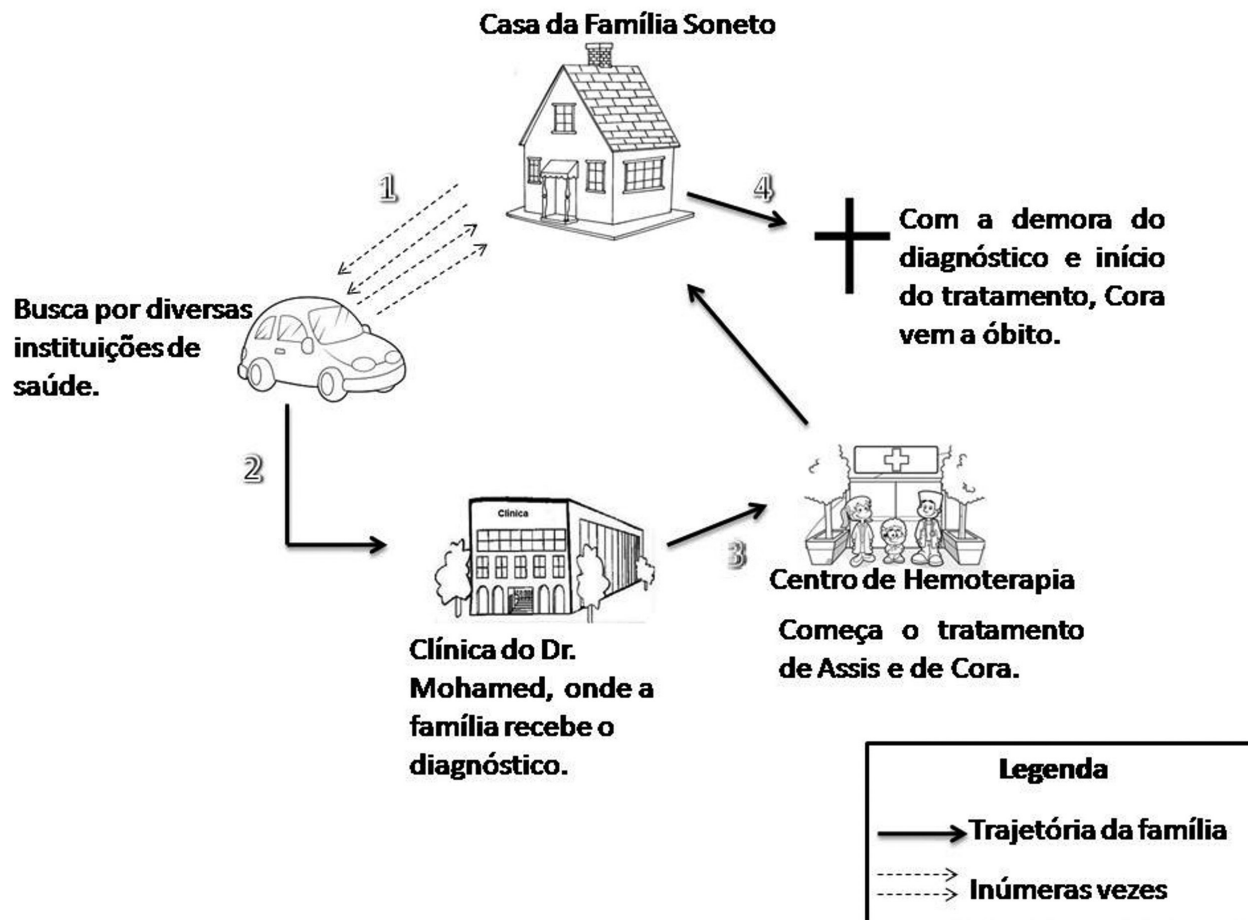 Casa da Família Soneto
1
4
Com a demora do
diagnóstico e início
do tratamento, Cora
vem a óbito.
Busca por diversas
instituições de
saúde.
2
Clínica
3
Centro de Hemoterapia
Começa o tratamento
de Assis e de Cora.
Clínica do Dr.
Mohamed, onde a
família recebe o
diagnóstico.
Legenda
Trajetória da família
Inúmeras vezes